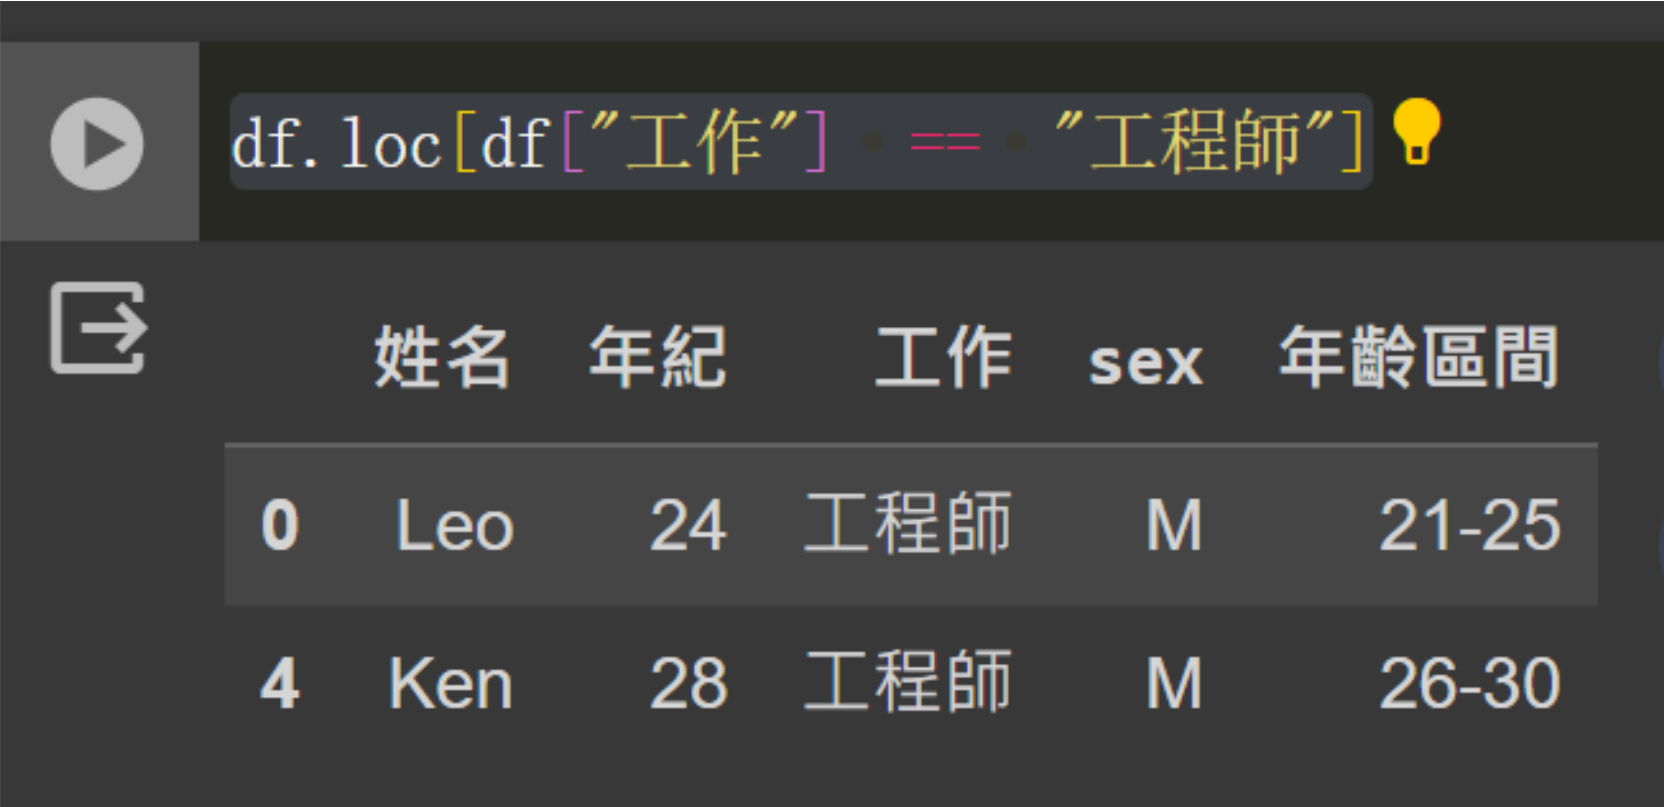 df.loc[df["工作"] == "工程師"]
姓名 年紀 工作 sex 年齡區間
0 Leo 24 工程師 M 21-25
4 Ken 28 工程師 M 26-30